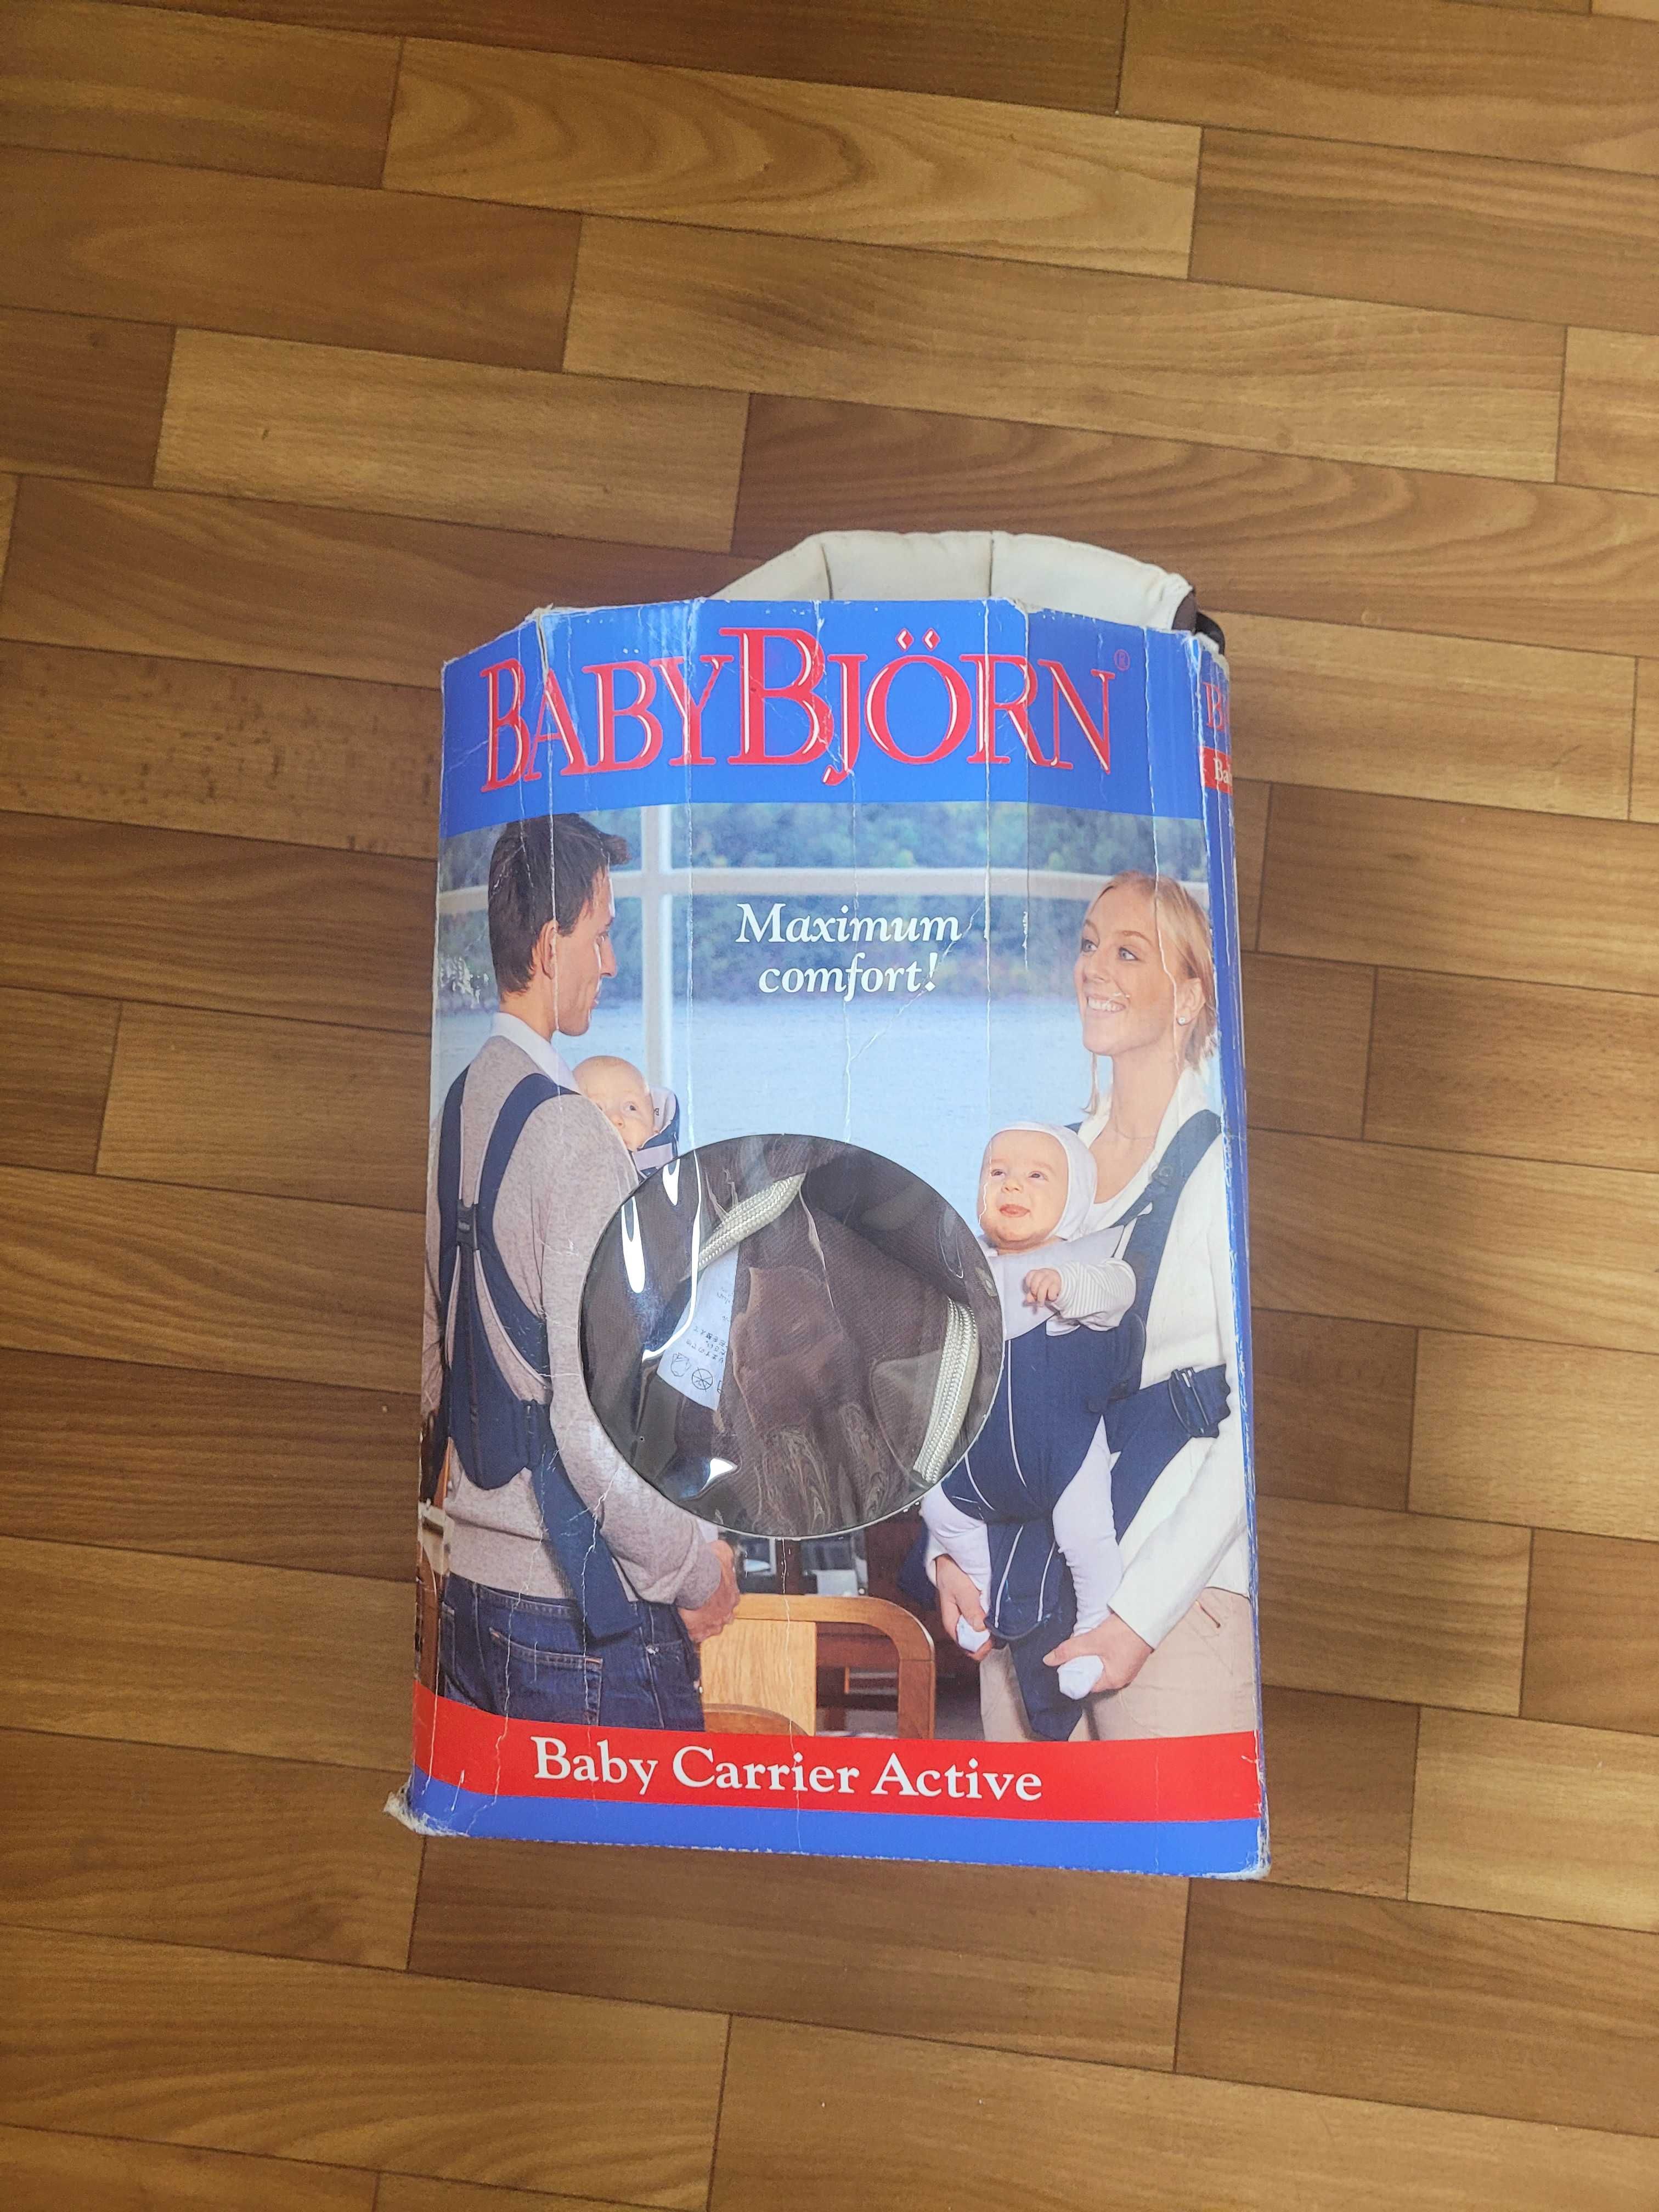 BABYBJÖRN®
Maximum
comfort!
Baby Carrier Active